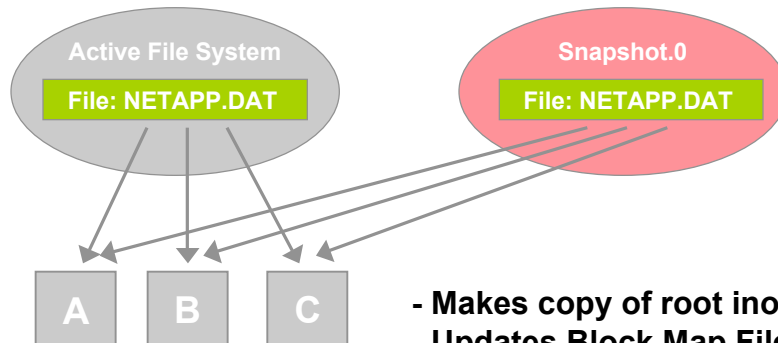 Active File System
Snapshot.0
File: NETAPP.DAT
File: NETAPP.DAT
A
B
C
- Makes copy of root ino
Updates Block Map File